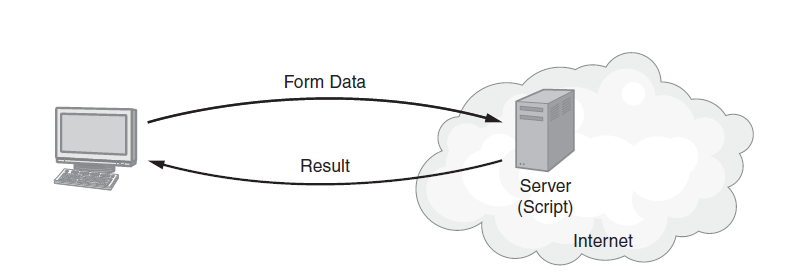 Form Data
Result
Server
(Script)
Internet